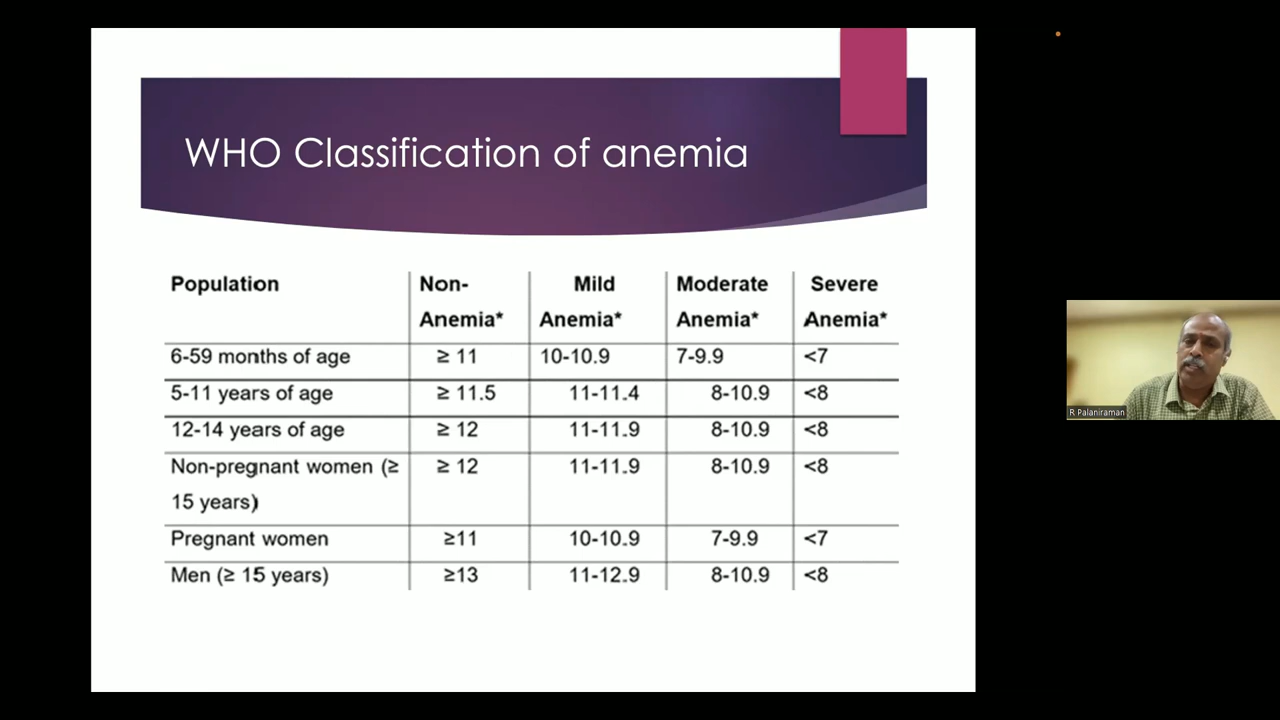 WHO Classification of anemia
Population Non- Mild Moderate Severe
Anemia* Anemia* Anemia* Anemia*
6-59 months of age ≥ 11 10-10.9 7-9.9 <7
5-11 years of age ≥ 11.5 11-11.4 8-10.9 <8
12-14 years of age ≥ 12 11-11.9 8-10.9 <8
Non-pregnant women (≥ ≥ 12 11-11.9 8-10.9 <8
15 years)
Pregnant women ≥11 10-10.9 7-9.9 <7
Men (≥ 15 years) ≥13 11-12.9 8-10.9 <8
R Palaniraman